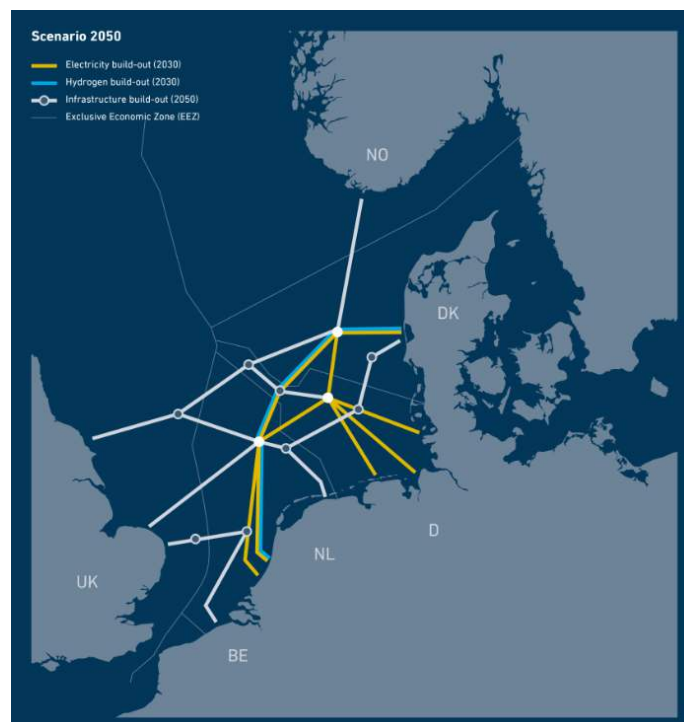 Scenario 2050
Electricity build-out (2030)
Hydrogen build-out (2030)
Infrastructure build-out (2050)
Exclusive Economic Zone (EEZ)
NO
DK
D
NL
UK
BE